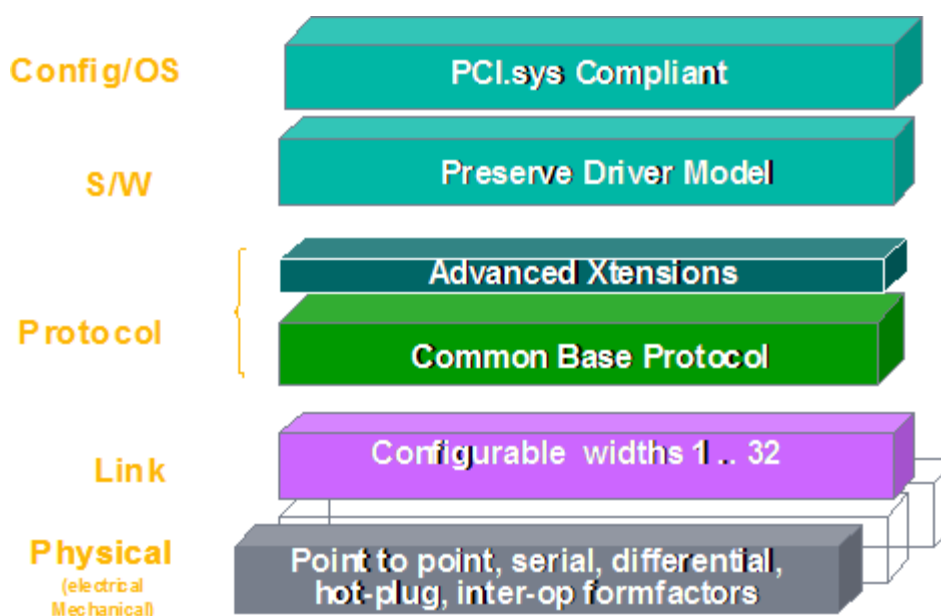 Config/OS
PCI.sys Compliant
S/W
Preserve Driver Model
Protocol
Advanced Xtensions
Common Base Protocol
Link
Configurable widths 1 .. 32
Physical
(electrical
Mechanical)
Point to point, serial, differential,
hot-plug, inter-op formfactors